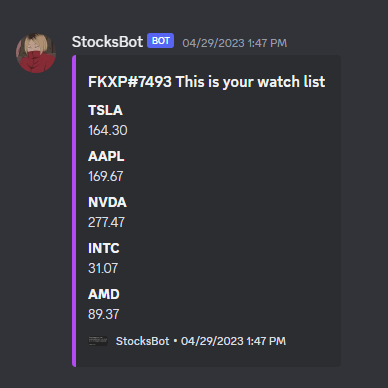 StocksBot BOT 04/29/2023 1:47 PM
FKXP#7493 This is your watch list
TSLA
164.30
AAPL
169.67
NVDA
277.47
INTC
31.07
AMD
89.37
StocksBot • 04/29/2023 1:47 PM